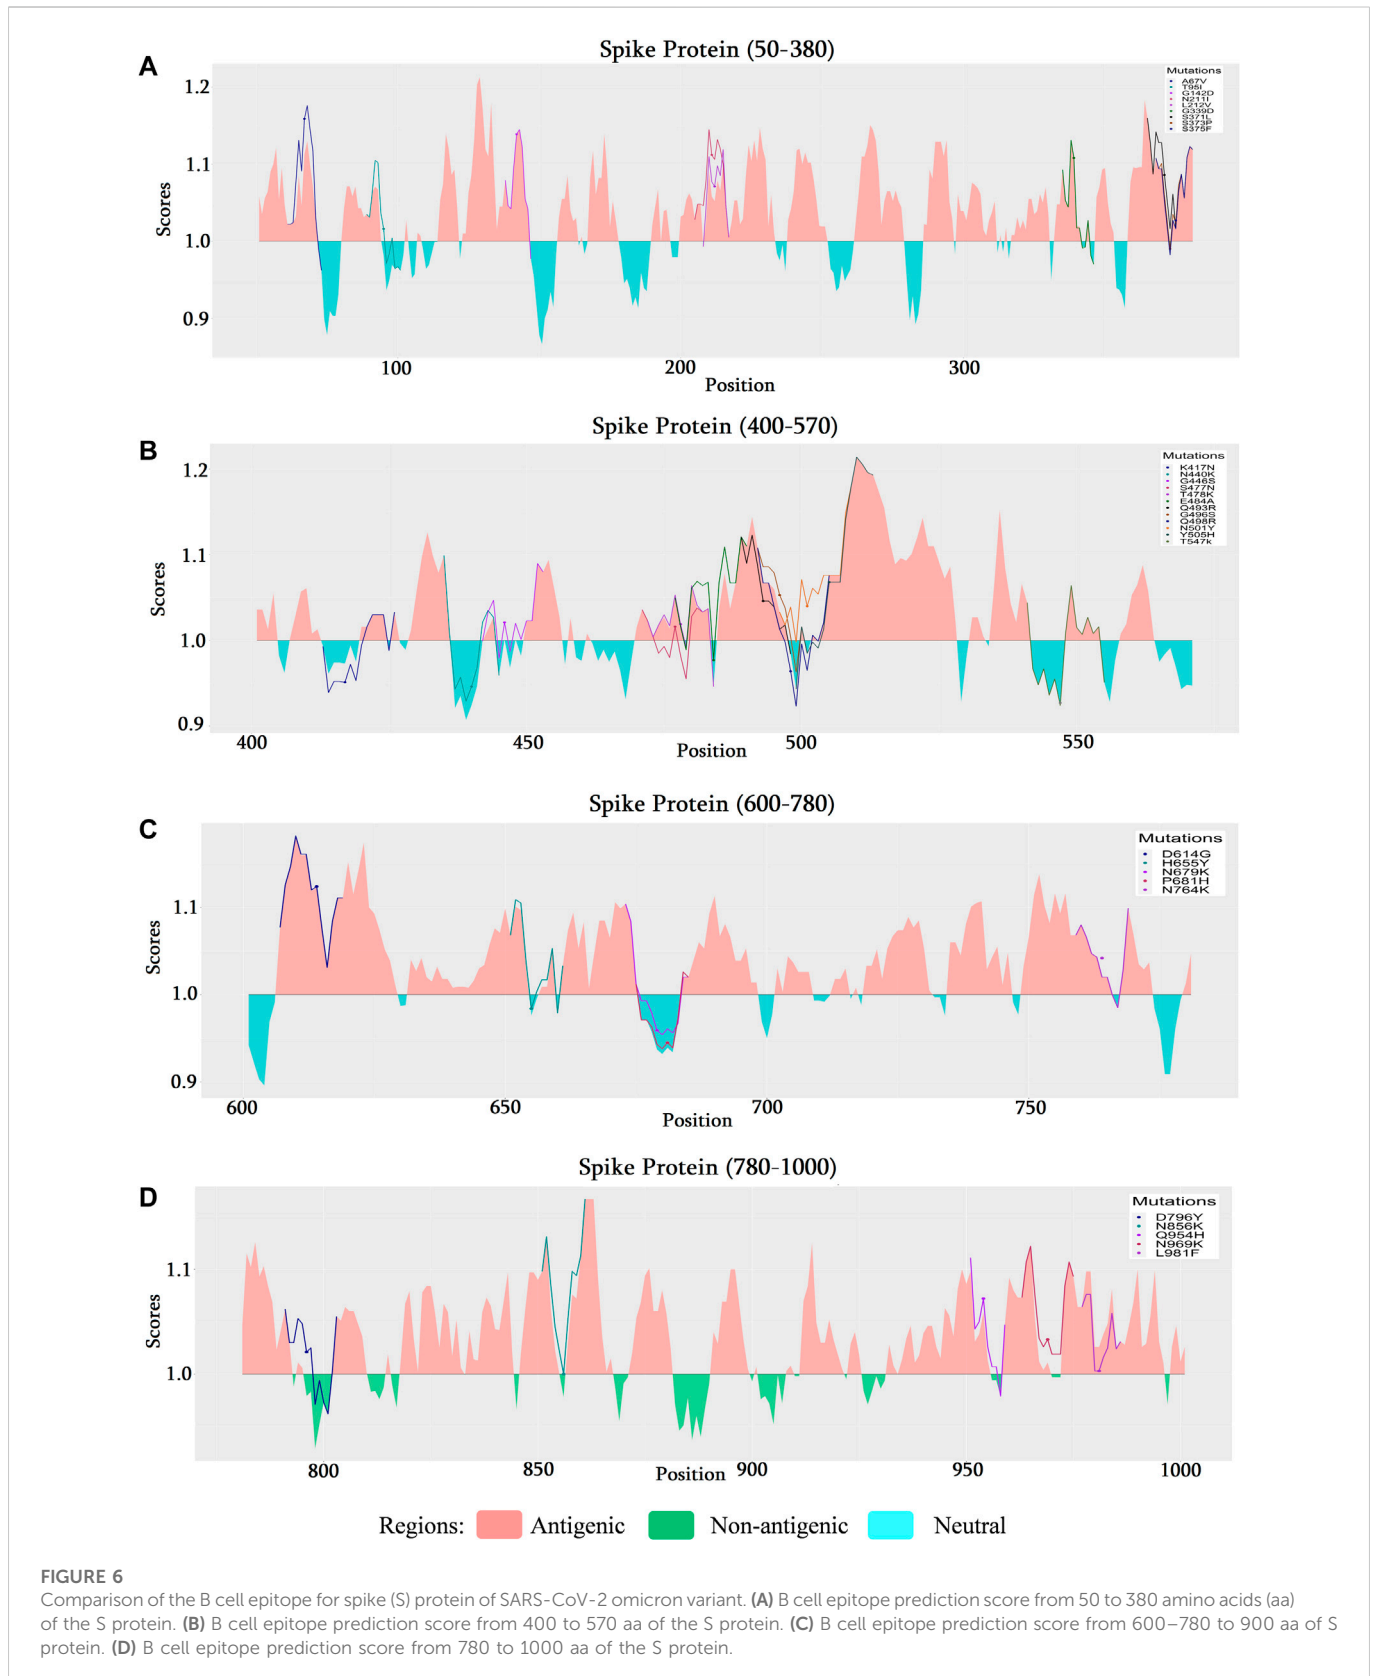 Spike Protein (50-380)
A
Mutations
A67V
T95I
G142D
N211I
L212V
G339D
S371L
S373P
S375F
1.2
1.1
1.0
0.9
Scores
100
200
300
Position
Spike Protein (400-570)
B
Mutations
K417N
N440K
G446S
S477N
T478K
E484A
Q493R
G496S
Q498R
N501Y
Y505H
T547k
1.2
1.1
1.0
0.9
Scores
400
450
500
550
Position
Spike Protein (600-780)
C
Mutations
D614G
H655Y
N679K
P681H
N764K
1.1
1.0
0.9
Scores
600
650
700
750
Position
Spike Protein (780-1000)
D
Mutations
D796Y
N856K
Q954H
N969K
L981F
1.1
1.0
Scores
800
850
900
950
1000
Position
Regions: Antigenic Non-antigenic Neutral
FIGURE 6
Comparison of the B cell epitope for spike (S) protein of SARS-CoV-2 omicron variant. (A) B cell epitope prediction score from 50 to 380 amino acids (aa)
of the S protein. (B) B cell epitope prediction score from 400 to 570 aa of the S protein. (C) B cell epitope prediction score from 600–780 to 900 aa of S
protein. (D) B cell epitope prediction score from 780 to 1000 aa of the S protein.